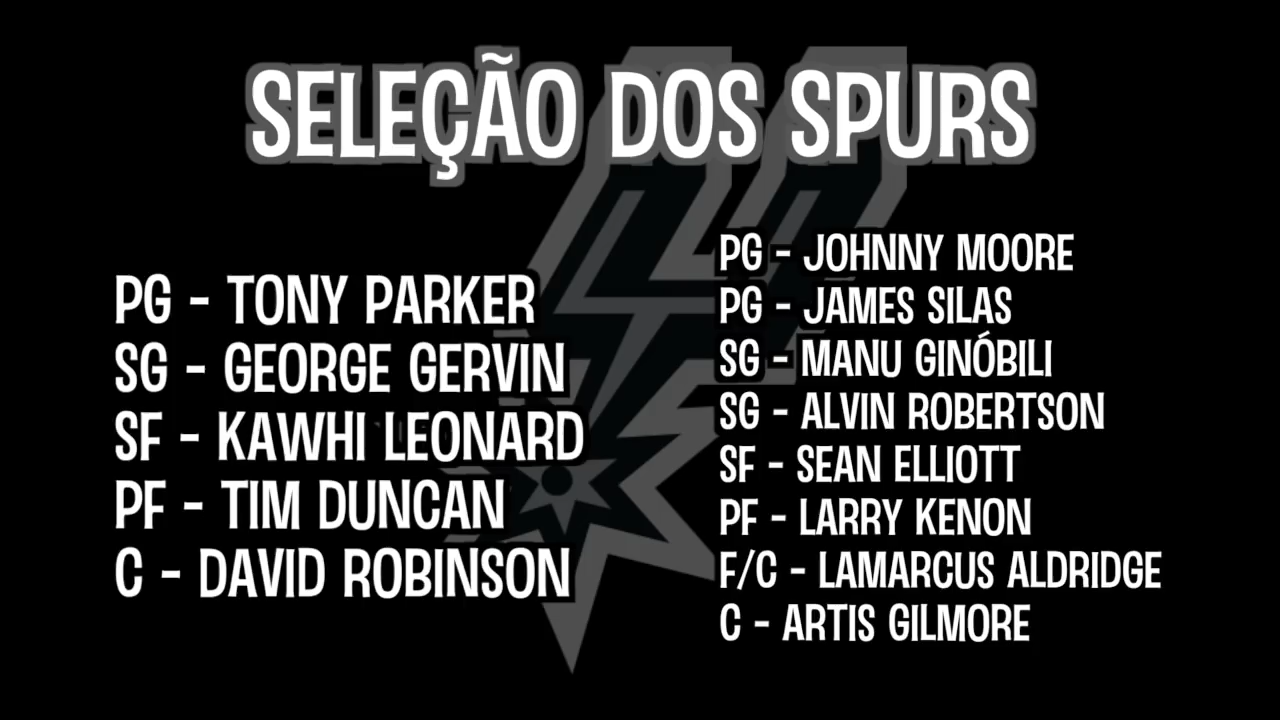 SELEÇÃO DOS SPURS
PG - TONY PARKER
SG - GEORGE GERVIN
SF - KAWHI LEONARD
PF - TIM DUNCAN
C - DAVID ROBINSON
PG - JOHNNY MOORE
PG - JAMES SILAS
SG - MANU GINÓBILI
SG - ALVIN ROBERTSON
SF - SEAN ELLIOTT
PF - LARRY KENON
F/C - LAMARCUS ALDRIDGE
C - ARTIS GILMORE